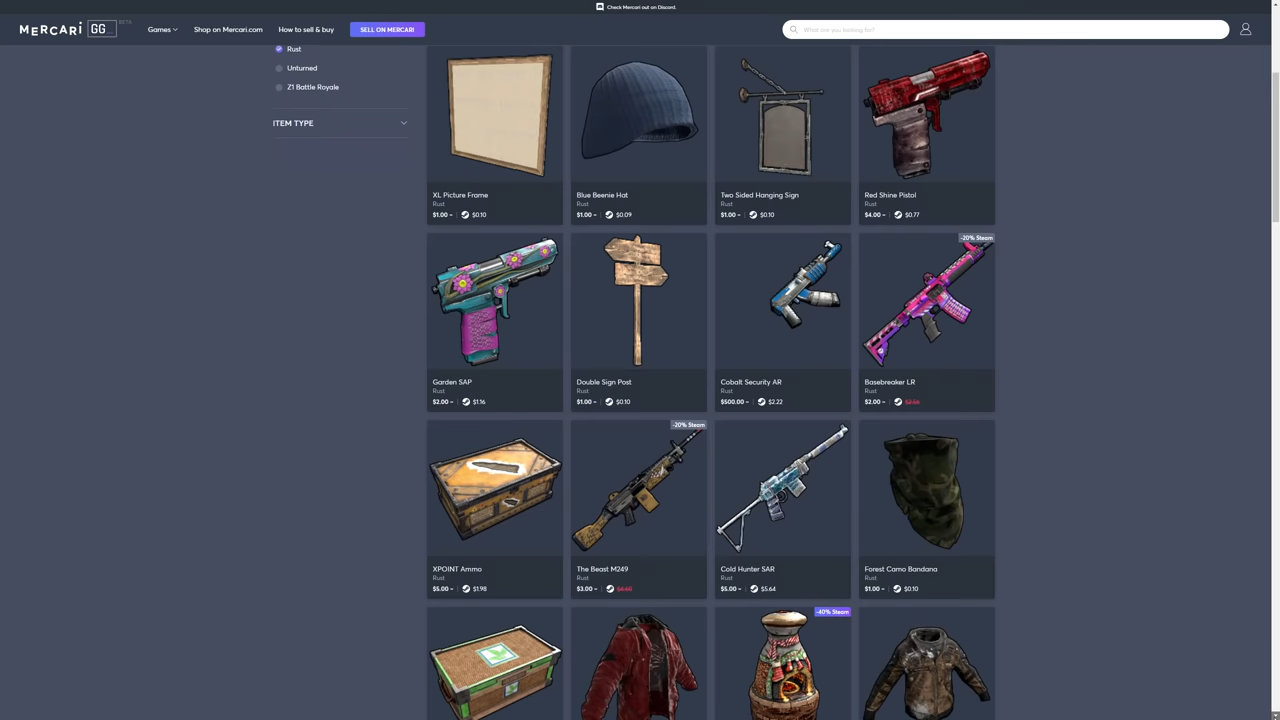 Check Mercari out on Discord.
MERCARI GG BETA
Games
Shop on Mercari.com
How to sell & buy
SELL ON MERCARI
What are you looking for?
Rust
Unturned
Z1 Battle Royale
ITEM TYPE
XL Picture Frame
Rust
$1.00 ~ | $0.10
Blue Beenie Hat
Rust
$1.00 ~ | $0.09
Two Sided Hanging Sign
Rust
$1.00 ~ | $0.10
Red Shine Pistol
Rust
$4.00 ~ | $0.77
Garden SAP
Rust
$2.00 ~ | $1.16
Double Sign Post
Rust
$1.00 ~ | $0.10
Cobalt Security AR
Rust
$500.00 ~ | $2.22
-20% Steam
Basebreaker LR
Rust
$2.00 ~ |
XPOINT Ammo
Rust
$5.00 ~ | $1.98
-20% Steam
The Beast M249
Rust
$3.00 ~ |
Cold Hunter SAR
Rust
$5.00 ~ | $5.64
Forest Camo Bandana
Rust
$1.00 ~ | $0.10
-40% Steam